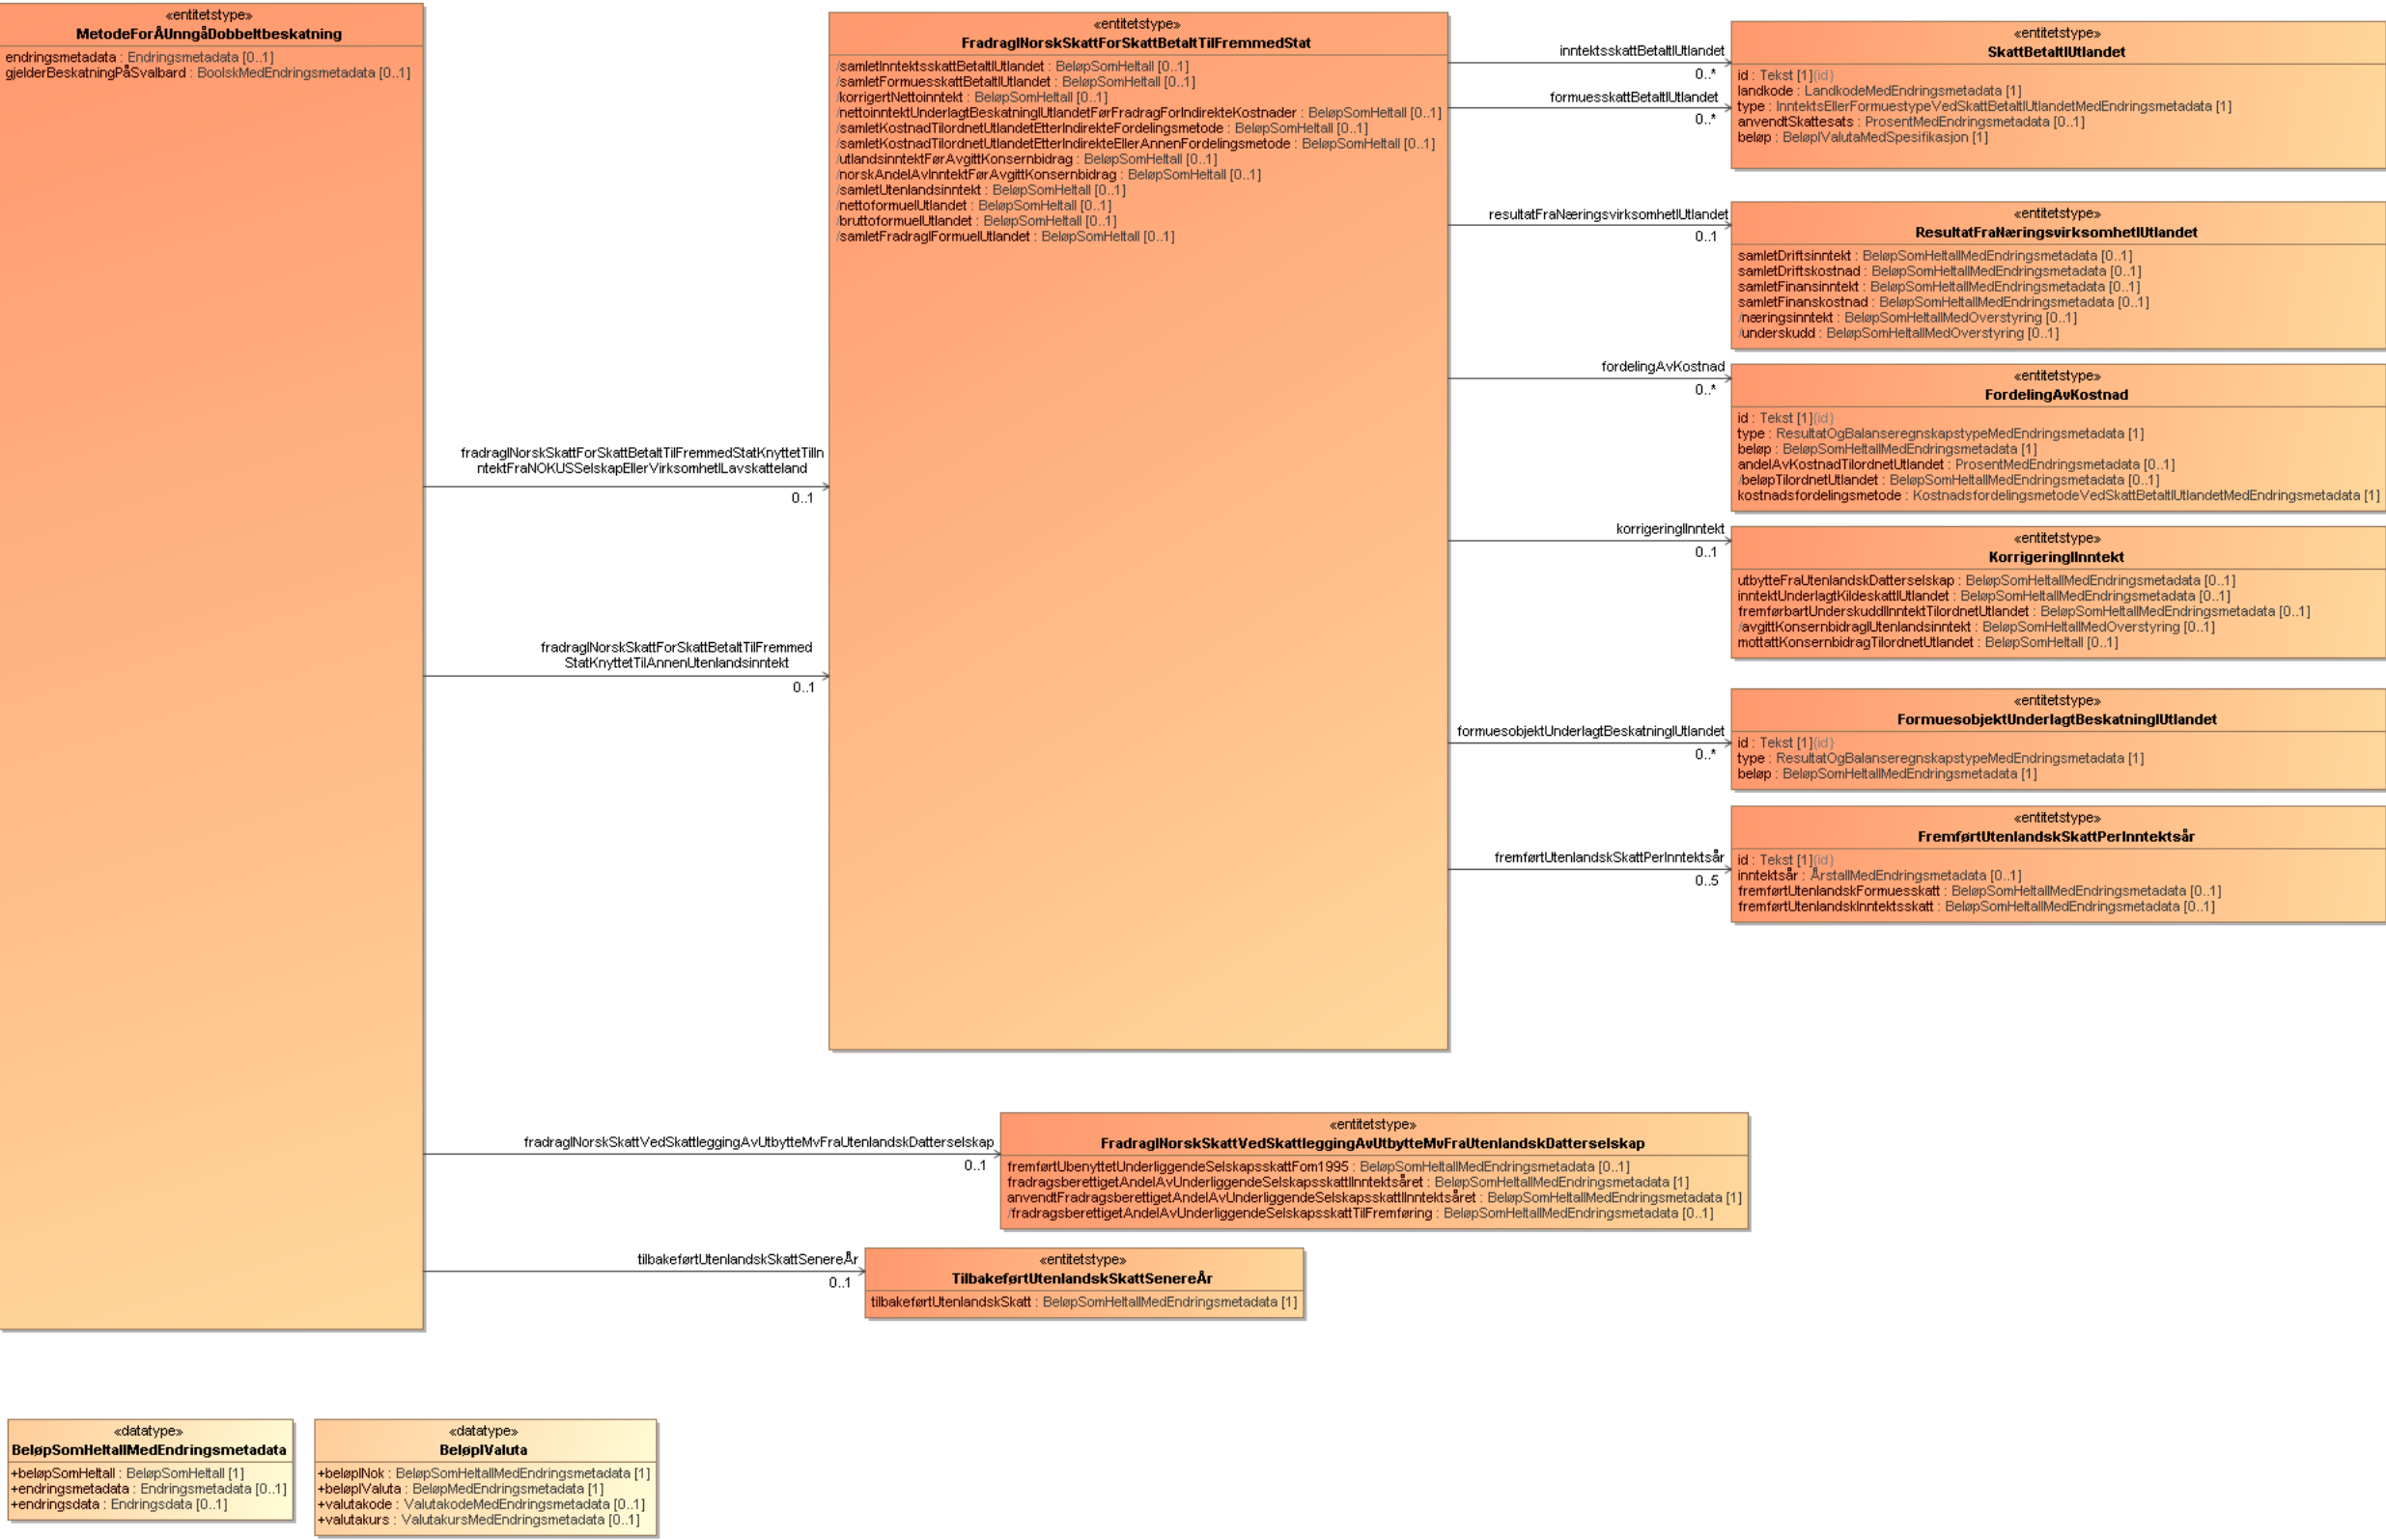 «entitetstype»
MetodeForÅUnngåDobbeltbeskatning
endringsmetadata : Endringsmetadata [0..1]
gjelderBeskatningPåSvalbard : BoolskMedEndringsmetadata [0..1]
fradragINorskSkattForSkattBetaltTilFremmedStatKnyttetTilIn
ntektFraNOKUSSelskapEllerVirksomhetILavskatteland
0..1
fradragINorskSkattForSkattBetaltTilFremmed
StatKnyttetTilAnnenUtenlandsinntekt
0..1
«entitetstype»
FradragINorskSkattForSkattBetaltTilFremmedStat
/samletInntektsskattBetaltIUtlandet : BeløpSomHeltall [0..1]
/samletFormuesskattBetaltIUtlandet : BeløpSomHeltall [0..1]
/korrigertNettoinntekt : BeløpSomHeltall [0..1]
/nettoinntektUnderlagtBeskatningIUtlandetFørFradragForIndirekteKostnader : BeløpSomHeltall [0..1]
/samletKostnadTilordnetUtlandetEtterIndirekteFordelingsmetode : BeløpSomHeltall [0..1]
/samletKostnadTilordnetUtlandetEtterIndirekteEllerAnnenFordelingsmetode : BeløpSomHeltall [0..1]
/utlandsinntektFørAvgittKonsernbidrag : BeløpSomHeltall [0..1]
/norskAndelAvInntektFørAvgittKonsernbidrag : BeløpSomHeltall [0..1]
/samletUtenlandsinntekt : BeløpSomHeltall [0..1]
/nettoformueIUtlandet : BeløpSomHeltall [0..1]
/bruttoformueIUtlandet : BeløpSomHeltall [0..1]
/samletFradragIFormueIUtlandet : BeløpSomHeltall [0..1]
inntektsskattBetaltIUtlandet
0..*
formuesskattBetaltIUtlandet
0..*
«entitetstype»
SkattBetaltIUtlandet
id : Tekst [1]{id}
landkode : LandkodeMedEndringsmetadata [1]
type : InntektsEllerFormuestypeVedSkattBetaltIUtlandetMedEndringsmetadata [1]
anvendtSkattesats : ProsentMedEndringsmetadata [0..1]
beløp : BeløpIValutaMedSpesifikasjon [1]
resultatFraNæringsvirksomhetIUtlandet
0..1
«entitetstype»
ResultatFraNæringsvirksomhetIUtlandet
samletDriftsinntekt : BeløpSomHeltallMedEndringsmetadata [0..1]
samletDriftskostnad : BeløpSomHeltallMedEndringsmetadata [0..1]
samletFinansinntekt : BeløpSomHeltallMedEndringsmetadata [0..1]
samletFinanskostnad : BeløpSomHeltallMedEndringsmetadata [0..1]
/næringsinntekt : BeløpSomHeltallMedOverstyring [0..1]
/underskudd : BeløpSomHeltallMedOverstyring [0..1]
fordelingAvKostnad
0..*
«entitetstype»
FordelingAvKostnad
id : Tekst [1]{id}
type : ResultatOgBalanseregnskapstypeMedEndringsmetadata [1]
beløp : BeløpSomHeltallMedEndringsmetadata [1]
andelAvKostnadTilordnetUtlandet : ProsentMedEndringsmetadata [0..1]
/beløpTilordnetUtlandet : BeløpSomHeltallMedEndringsmetadata [0..1]
kostnadsfordelingsmetode : KostnadsfordelingsmetodeVedSkattBetaltIUtlandetMedEndringsmetadata [1]
korrigeringIInntekt
0..1
«entitetstype»
KorrigeringIInntekt
utbytteFraUtenlandskDatterselskap : BeløpSomHeltallMedEndringsmetadata [0..1]
inntektUnderlagtKildeskattIUtlandet : BeløpSomHeltallMedEndringsmetadata [0..1]
fremførbartUnderskuddIInntektTilordnetUtlandet : BeløpSomHeltallMedEndringsmetadata [0..1]
/avgittKonsernbidragIUtenlandsinntekt : BeløpSomHeltallMedOverstyring [0..1]
mottattKonsernbidragTilordnetUtlandet : BeløpSomHeltall [0..1]
formuesobjektUnderlagtBeskatningIUtlandet
0..*
«entitetstype»
FormuesobjektUnderlagtBeskatningIUtlandet
id : Tekst [1]{id}
type : ResultatOgBalanseregnskapstypeMedEndringsmetadata [1]
beløp : BeløpSomHeltallMedEndringsmetadata [1]
fremførtUtenlandskSkattPerInntektsår
0..5
«entitetstype»
FremførtUtenlandskSkattPerInntektsår
id : Tekst [1]{id}
inntektsår : ÅrstallMedEndringsmetadata [0..1]
fremførtUtenlandskFormuesskatt : BeløpSomHeltallMedEndringsmetadata [0..1]
fremførtUtenlandskInntektsskatt : BeløpSomHeltallMedEndringsmetadata [0..1]
fradragINorskSkattVedSkattleggingAvUtbytteMvFraUtenlandskDatterselskap
0..1
«entitetstype»
FradragINorskSkattVedSkattleggingAvUtbytteMvFraUtenlandskDatterselskap
fremførtUbenyttetUnderliggendeSelskapsskattFom1995 : BeløpSomHeltallMedEndringsmetadata [0..1]
fradragsberettigetAndelAvUnderliggendeSelskapsskattIInntektsåret : BeløpSomHeltallMedEndringsmetadata [1]
anvendtFradragsberettigetAndelAvUnderliggendeSelskapsskattIInntektsåret : BeløpSomHeltallMedEndringsmetadata [1]
/fradragsberettigetAndelAvUnderliggendeSelskapsskattTilFremføring : BeløpSomHeltallMedEndringsmetadata [0..1]
tilbakeførtUtenlandskSkattSenereÅr
0..1
«entitetstype»
TilbakeførtUtenlandskSkattSenereÅr
tilbakeførtUtenlandskSkatt : BeløpSomHeltallMedEndringsmetadata [1]
«datatype»
BeløpSomHeltallMedEndringsmetadata
+beløpSomHeltall : BeløpSomHeltall [1]
+endringsmetadata : Endringsmetadata [0..1]
+endringsdata : Endringsdata [0..1]
«datatype»
BeløpIValuta
+beløpINok : BeløpSomHeltallMedEndringsmetadata [1]
+beløpIValuta : BeløpMedEndringsmetadata [1]
+valutakode : ValutakodeMedEndringsmetadata [0..1]
+valutakurs : ValutakursMedEndringsmetadata [0..1]